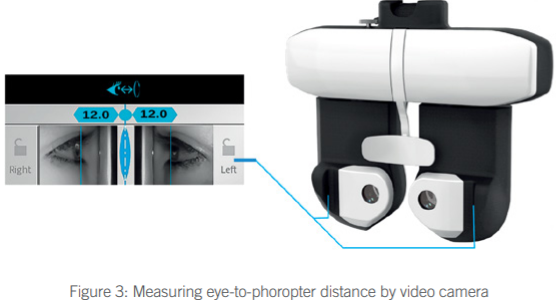 12.0 12.0
Right Left
Figure 3: Measuring eye-to-phoropter distance by video camera